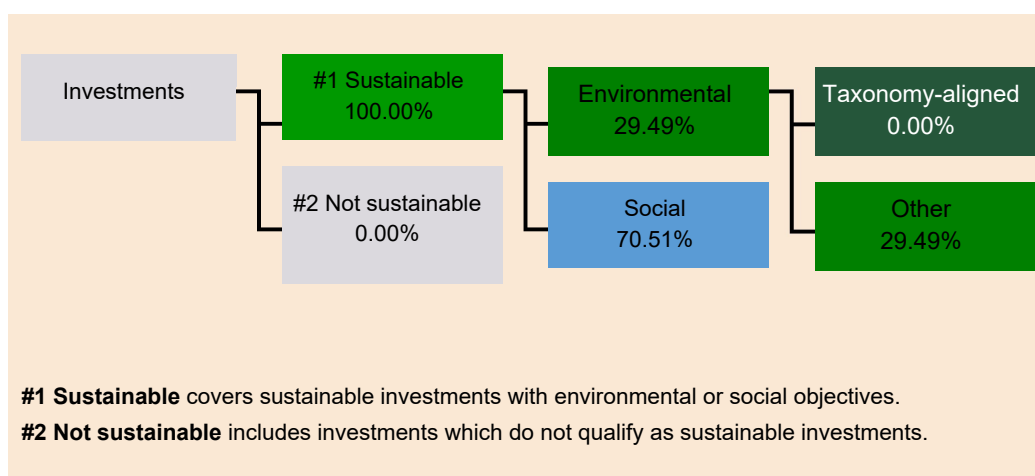 Investments
#1 Sustainable
100.00%
#2 Not sustainable
0.00%
Environmental
29.49%
Social
70.51%
Taxonomy-aligned
0.00%
Other
29.49%
#1 Sustainable covers sustainable investments with environmental or social objectives.
#2 Not sustainable includes investments which do not qualify as sustainable investments.